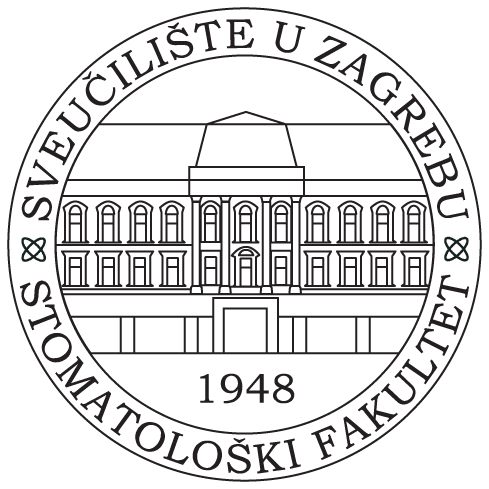 SVEUČILIŠTE U ZAGREBU
1948
STOMATOLOŠKI FAKULTET